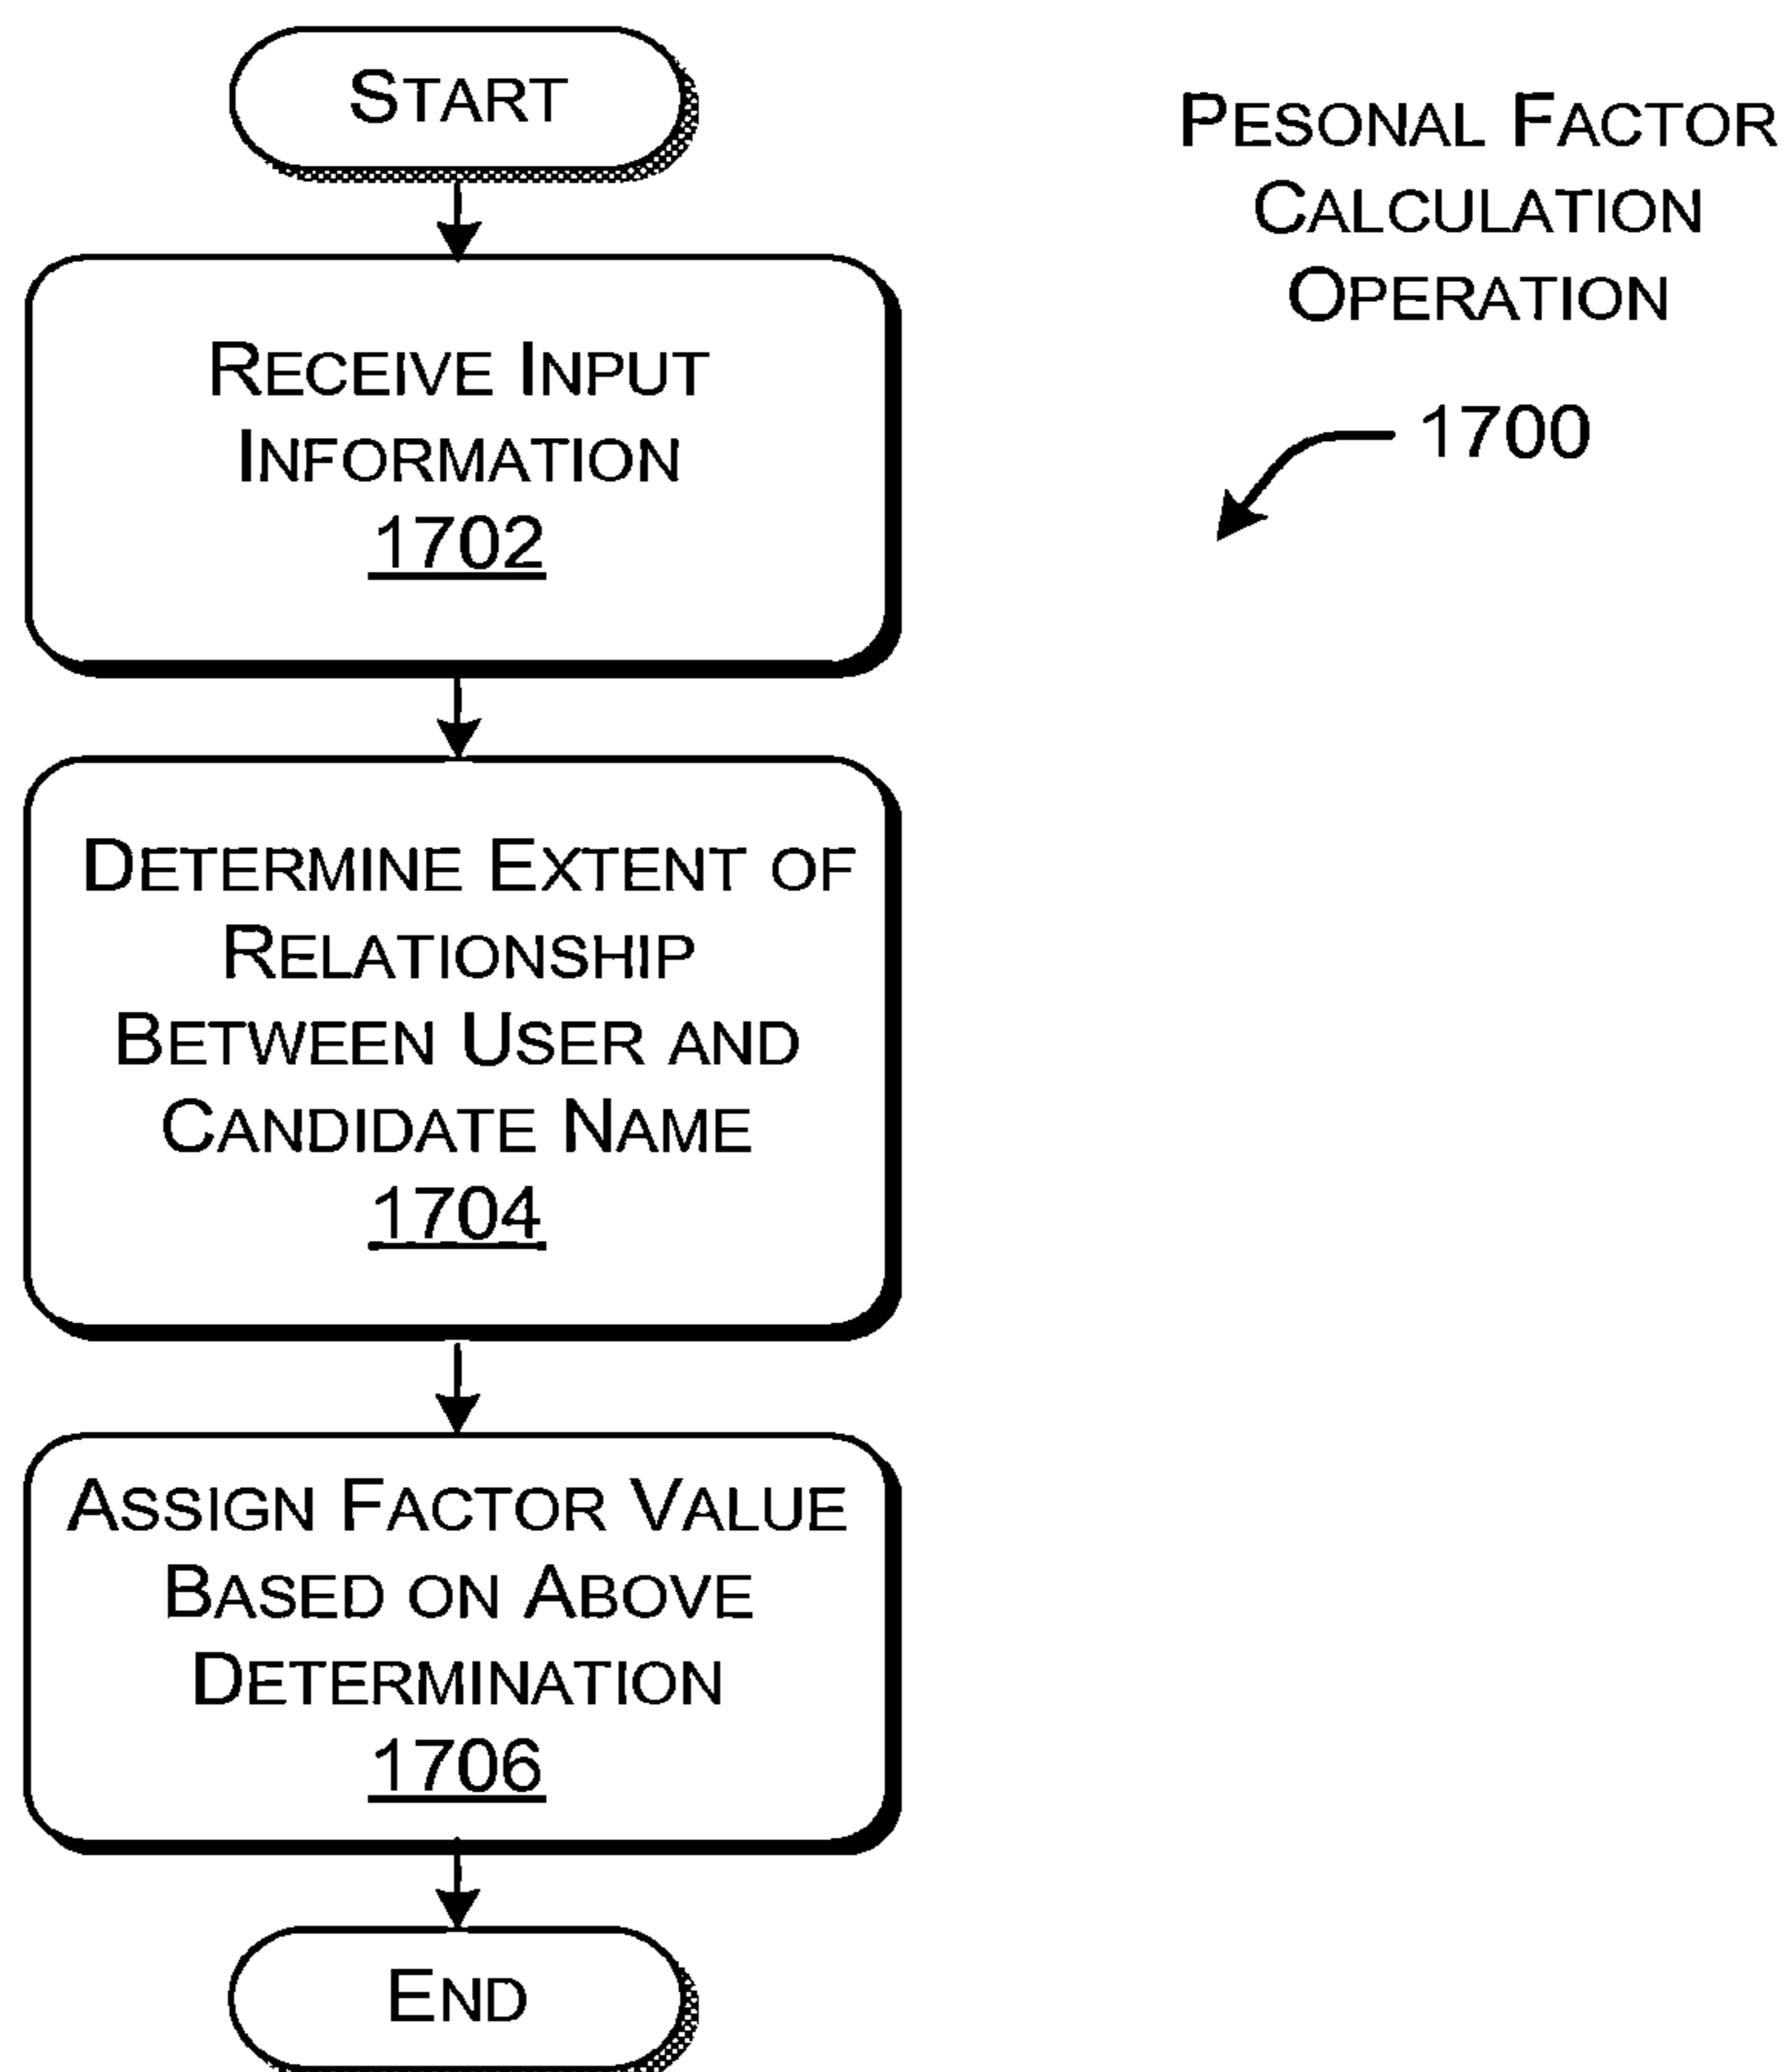 START
PESONAL FACTOR
CALCULATION
OPERATION
1700
RECEIVE INPUT
INFORMATION
1702
DETERMINE EXTENT OF
RELATIONSHIP
BETWEEN USER AND
CANDIDATE NAME
1704
ASSIGN FACTOR VALUE
BASED ON ABOVE
DETERMINATION
1706
END